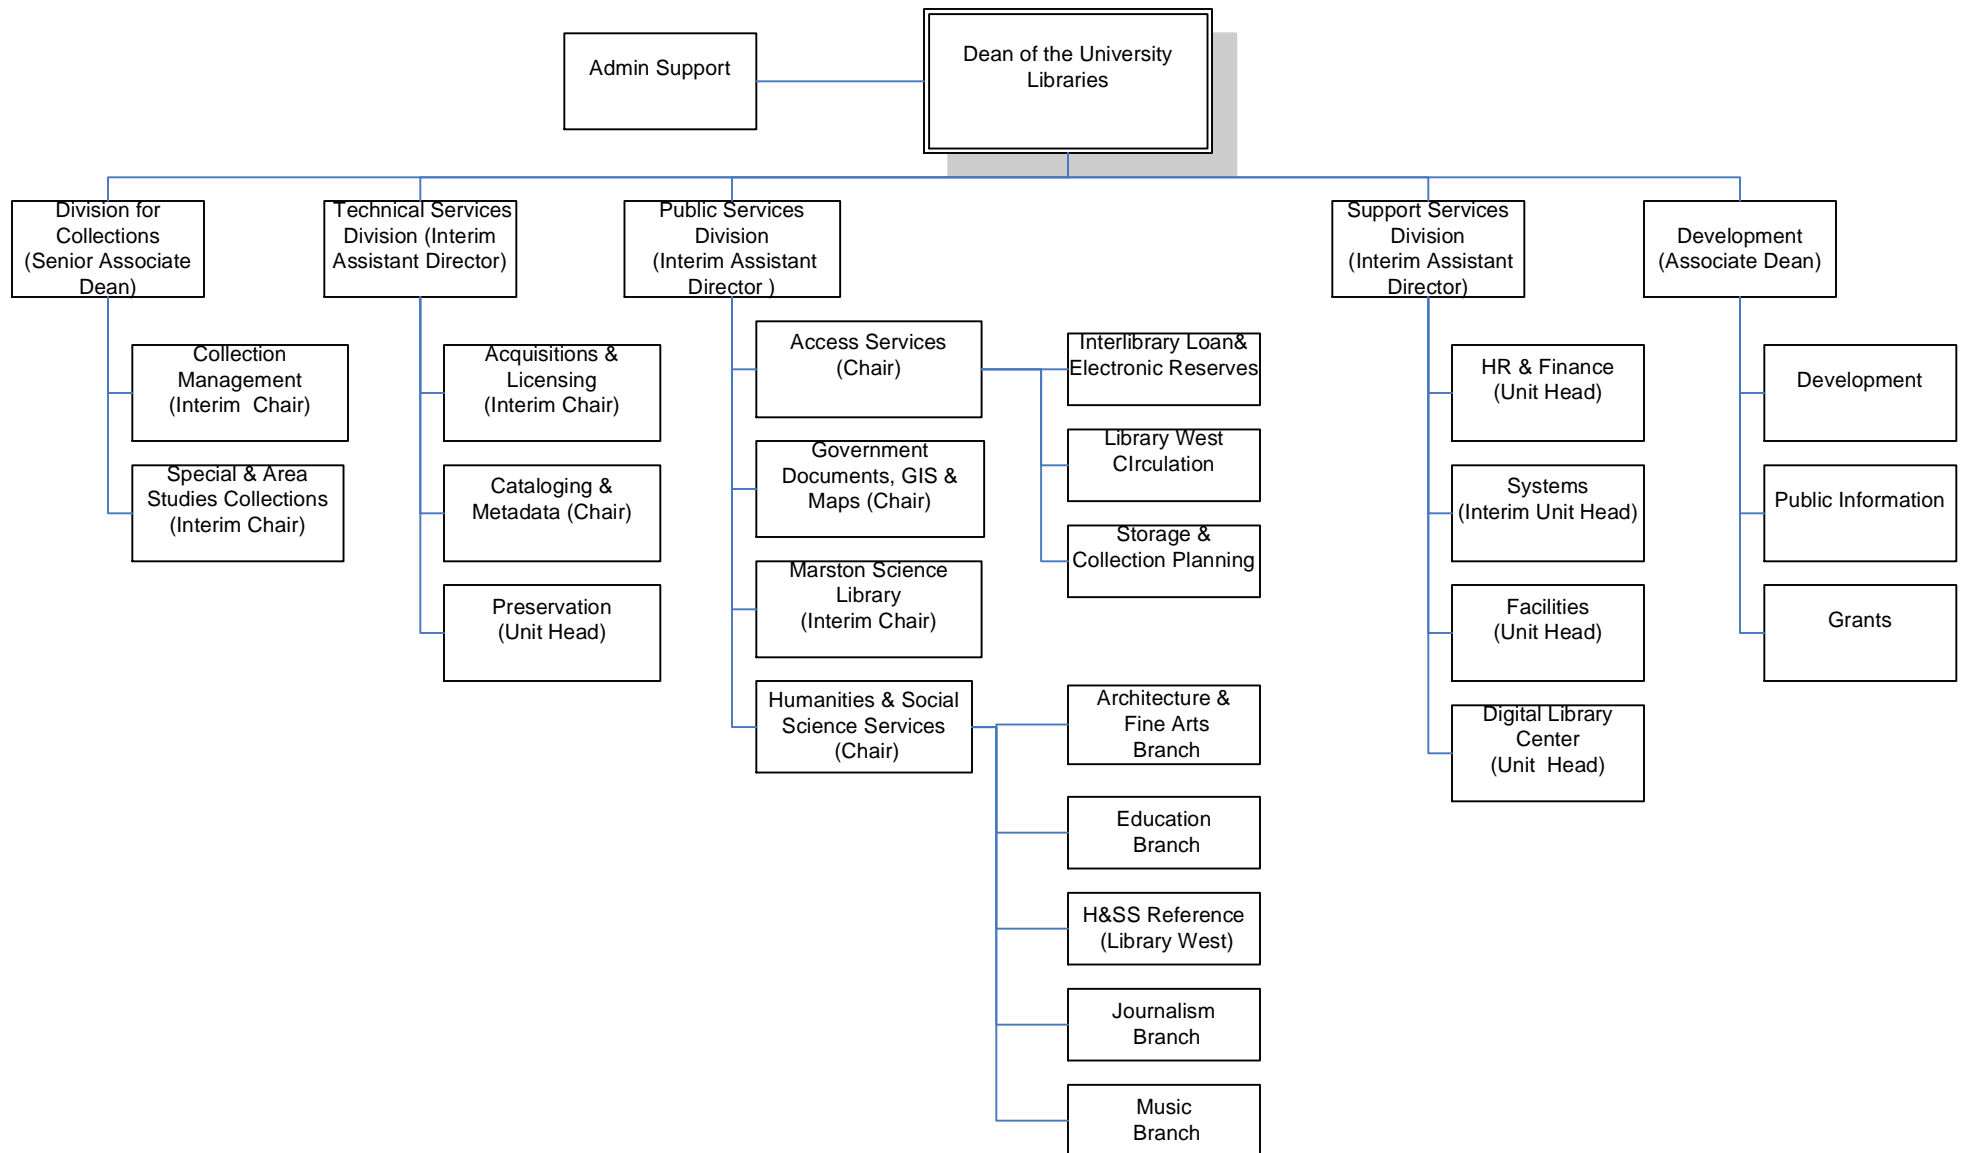 Admin Support
Dean of the University
Libraries
Division for
Collections
(Senior Associate
Dean)
Technical Services
Division (Interim
Assistant Director)
Public Services
Division
(Interim Assistant
Director )
Support Services
Division
(Interim Assistant
Director)
Development
(Associate Dean)
Collection
Management
(Interim  Chair)
Special & Area
Studies Collections
(Interim Chair)
Acquisitions &
Licensing
(Interim Chair)
Cataloging &
Metadata (Chair)
Preservation
(Unit Head)
Access Services
(Chair)
Government
Documents, GIS &
Maps (Chair)
Marston Science
Library
(Interim Chair)
Humanities & Social
Science Services
(Chair)
Interlibrary Loan&
Electronic Reserves
Library West
CIrculation
Storage &
Collection Planning
Architecture &
Fine Arts
Branch
Education
Branch
H&SS Reference
(Library West)
Journalism
Branch
Music
Branch
HR & Finance
(Unit Head)
Systems
(Interim Unit Head)
Facilities
(Unit Head)
Digital Library
Center
(Unit  Head)
Development
Public Information
Grants